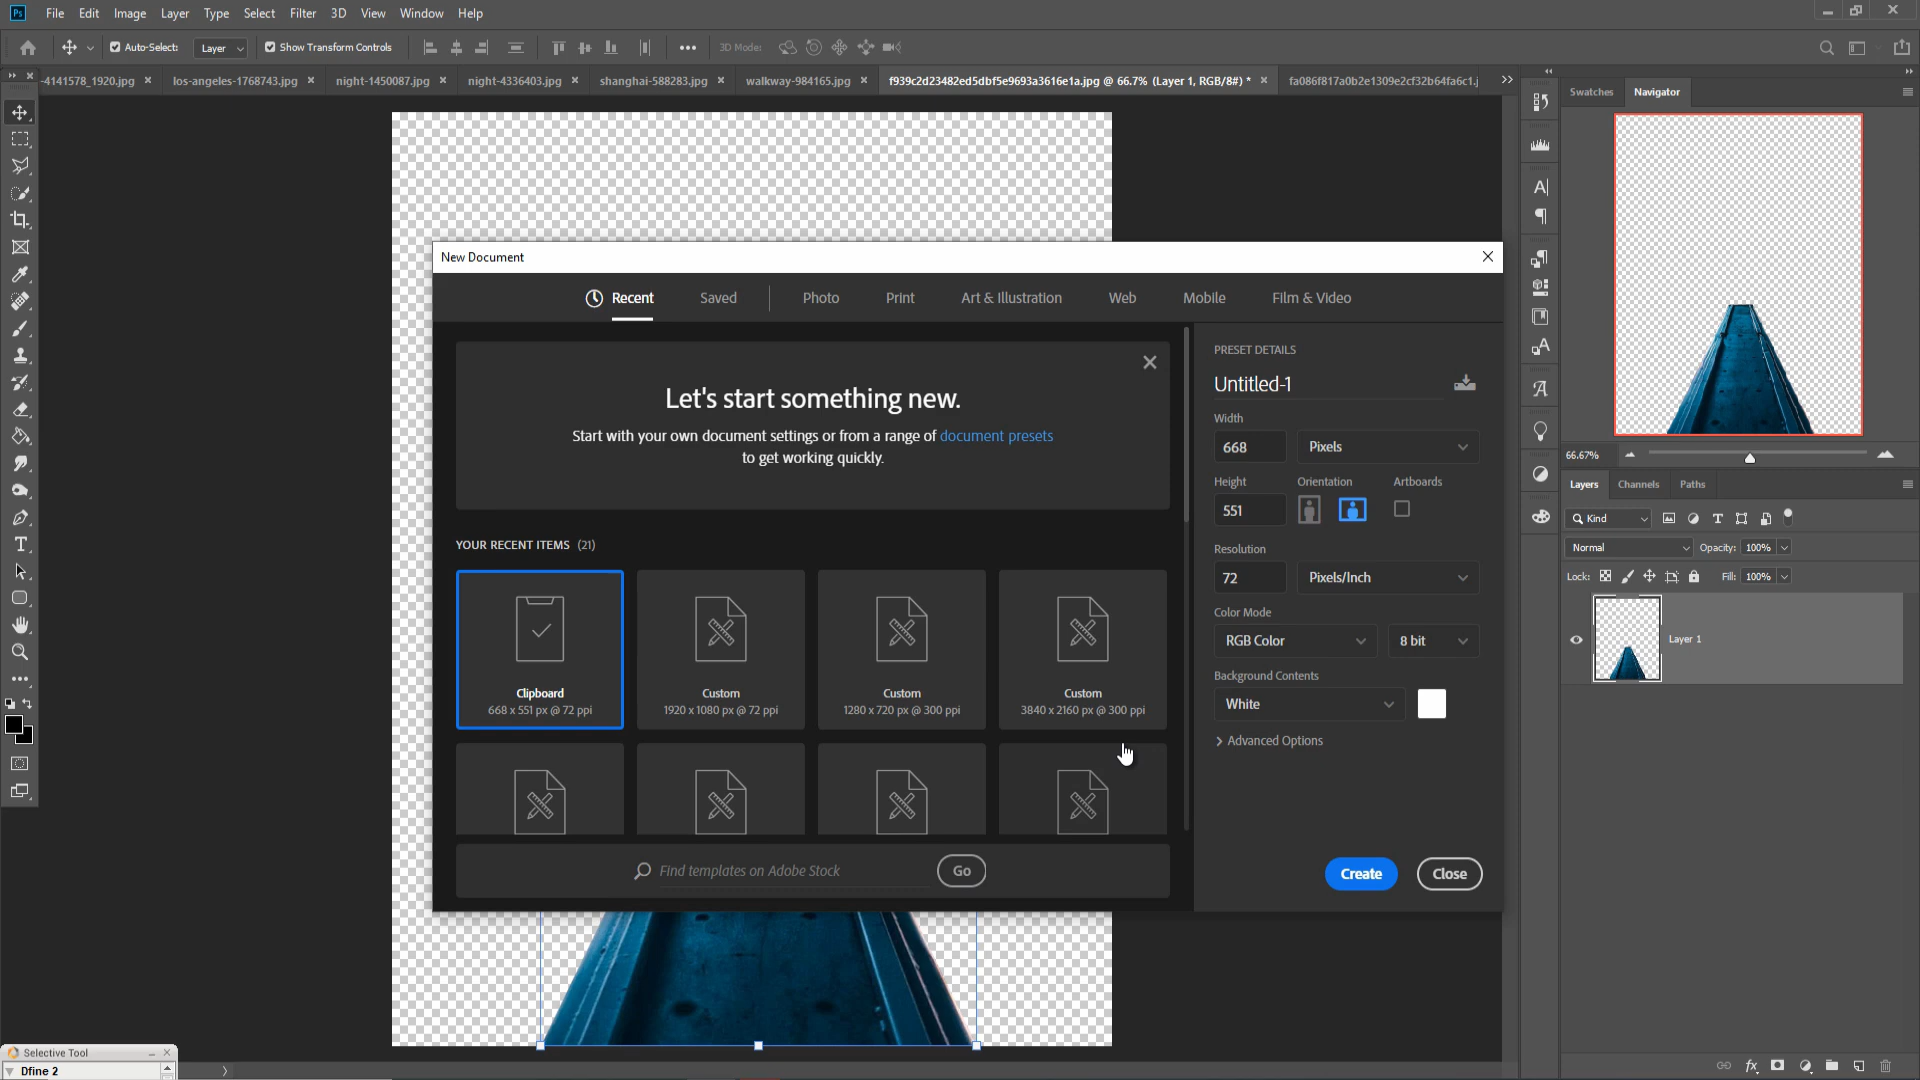 Ps File Edit Image Layer Type Select Filter 3D View Window Help
Auto-Select: Layer Show Transform Controls 3D Mode:
-4141578_1920.jpg × los-angeles-1768743.jpg × night-1450087.jpg × night-4336403.jpg × shanghai-588283.jpg × walkway-984165.jpg × f939c2d23482ed5dbf5e9693a3616e1a.jpg @ 66.7% (Layer 1, RGB/8#) * × fa086f817a0b2e1309e2cf32b64fa6c1.j
Swatches Navigator
New Document
Recent Saved Photo Print Art & Illustration Web Mobile Film & Video
Let's start something new.
Start with your own document settings or from a range of document presets
to get working quickly.
YOUR RECENT ITEMS (21)
Clipboard
668 x 551 px @ 72 ppi
Custom
1920 x 1080 px @ 72 ppi
Custom
1280 x 720 px @ 300 ppi
Custom
3840 x 2160 px @ 300 ppi
Find templates on Adobe Stock Go
PRESET DETAILS
Untitled-1
Width
668 Pixels
Height Orientation Artboards
551
Resolution
72 Pixels/Inch
Color Mode
RGB Color 8 bit
Background Contents
White
Advanced Options
Create Close
66.67%
Layers Channels Paths
Kind
Normal Opacity: 100%
Lock: Fill: 100%
Layer 1
Selective Tool
Dfine 2